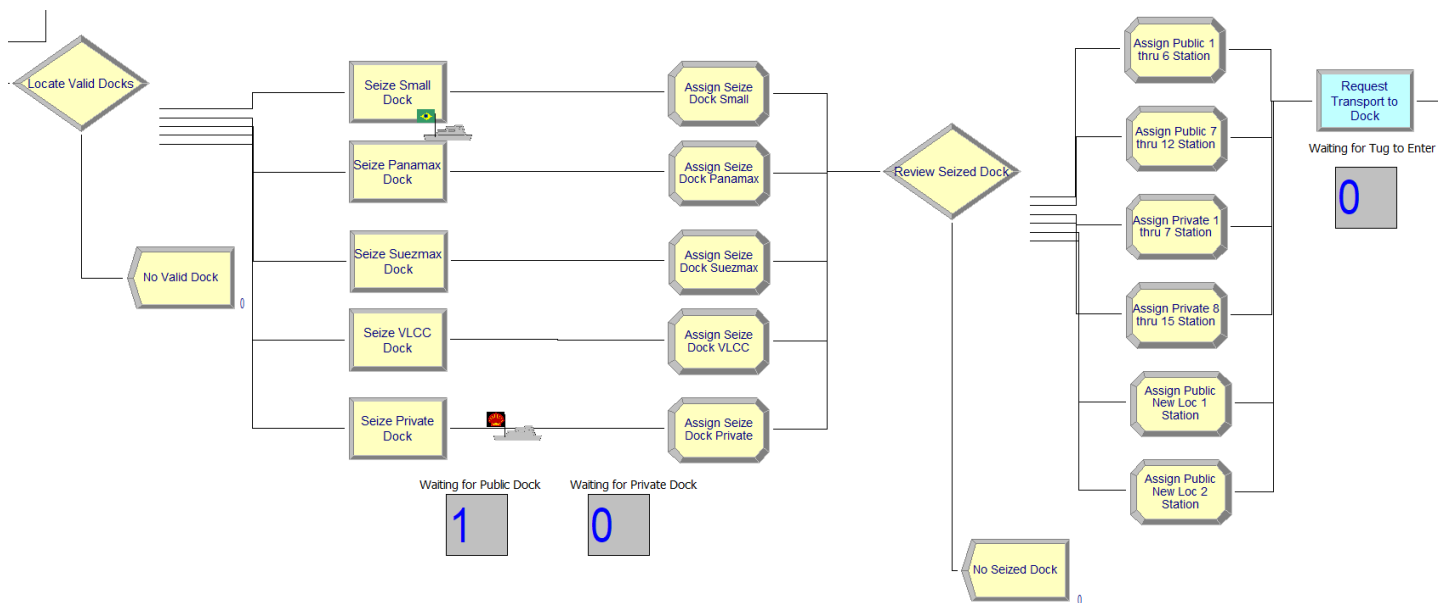 Locate Valid Docks
No Valid Dock
0
Seize Small
Dock
Seize Panamax
Dock
Seize Suezmax
Dock
Seize VLCC
Dock
Seize Private
Dock
Assign Seize
Dock Small
Assign Seize
Dock Panamax
Assign Seize
Dock Suezmax
Assign Seize
Dock VLCC
Assign Seize
Dock Private
Waiting for Public Dock
1
Waiting for Private Dock
0
Review Seized Dock
No Seized Dock
0
Assign Public 1
thru 6 Station
Assign Public 7
thru 12 Station
Assign Private 1
thru 7 Station
Assign Private 8
thru 15 Station
Assign Public
New Loc 1
Station
Assign Public
New Loc 2
Station
Request
Transport to
Dock
Waiting for Tug to Enter
0